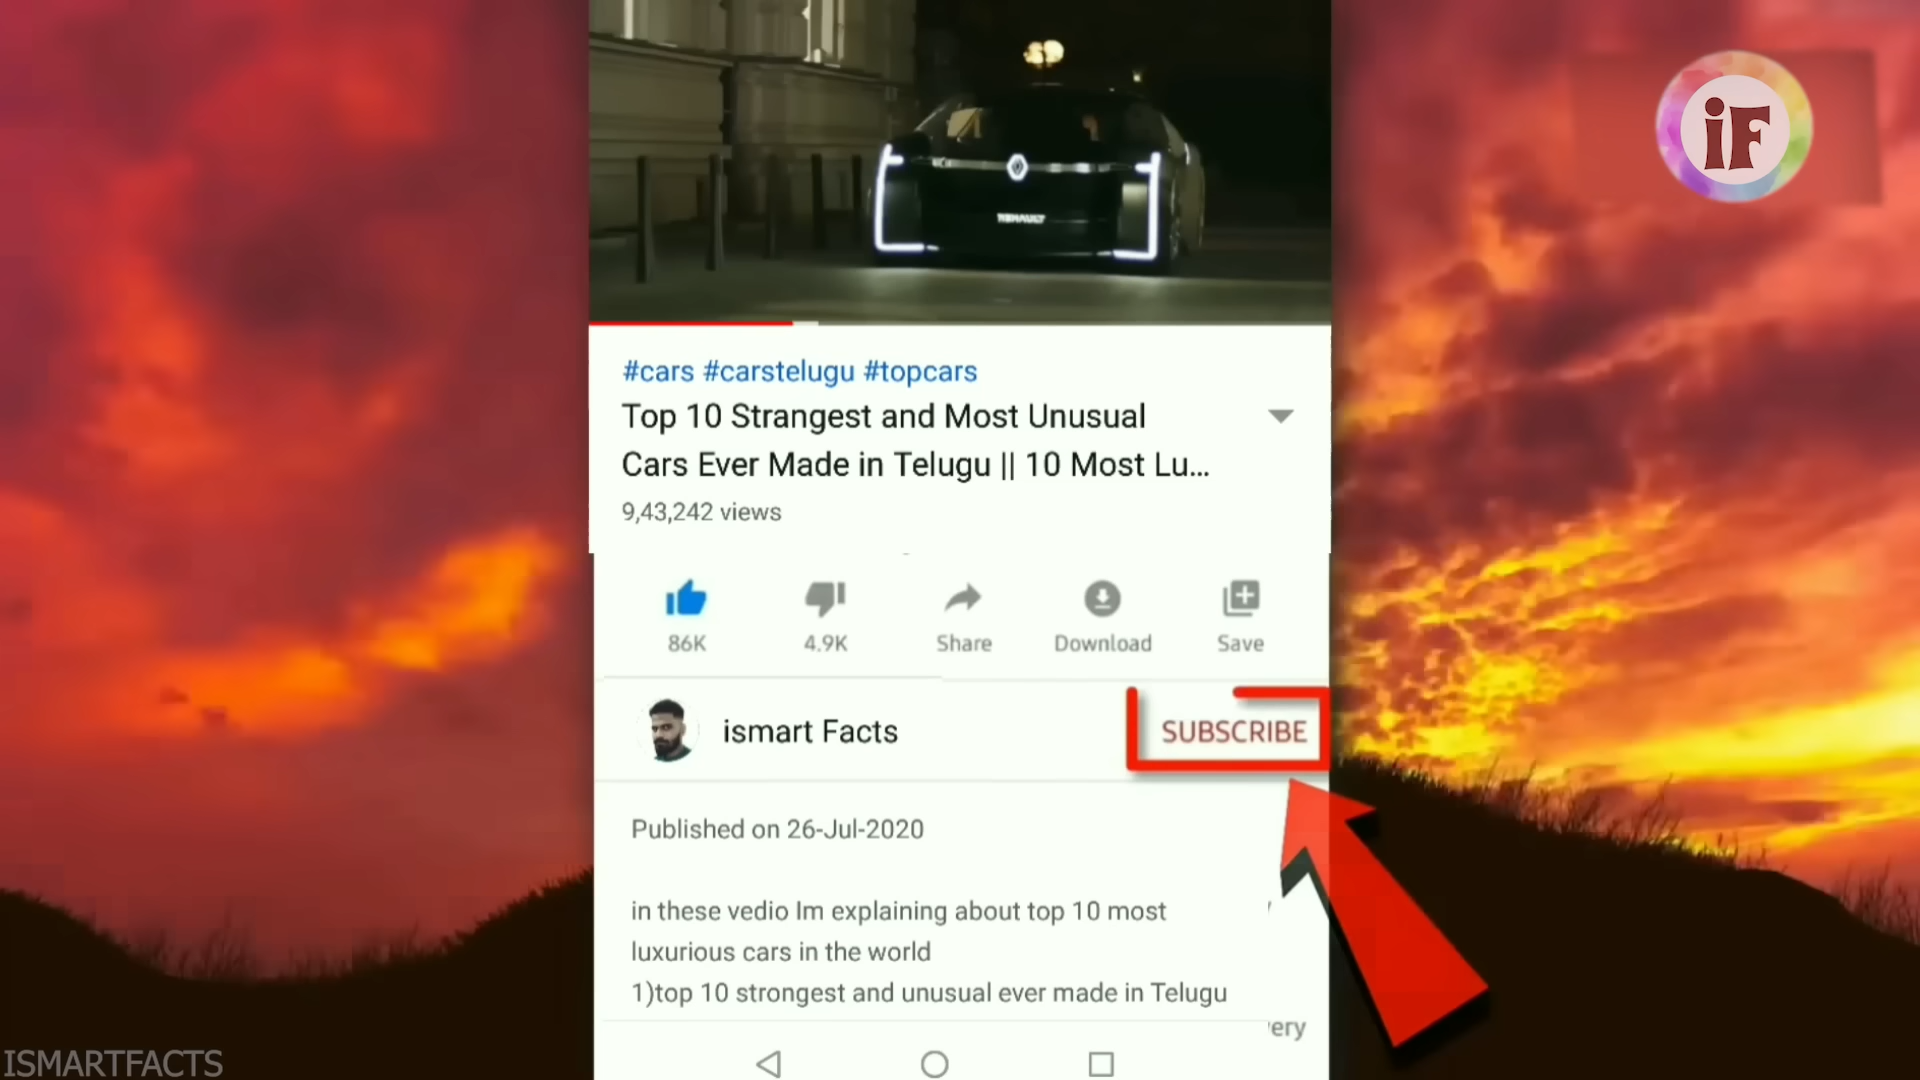 iF
RENAULT
#cars #carstelugu #topcars
Top 10 Strangest and Most Unusual
Cars Ever Made in Telugu || 10 Most Lu...
9,43,242 views
86K 4.9K Share Download Save
ismart Facts SUBSCRIBE
Published on 26-Jul-2020
in these vedio Im explaining about top 10 most
luxurious cars in the world
1)top 10 strongest and unusual ever made in Telugu
ery
ISMARTFACTS